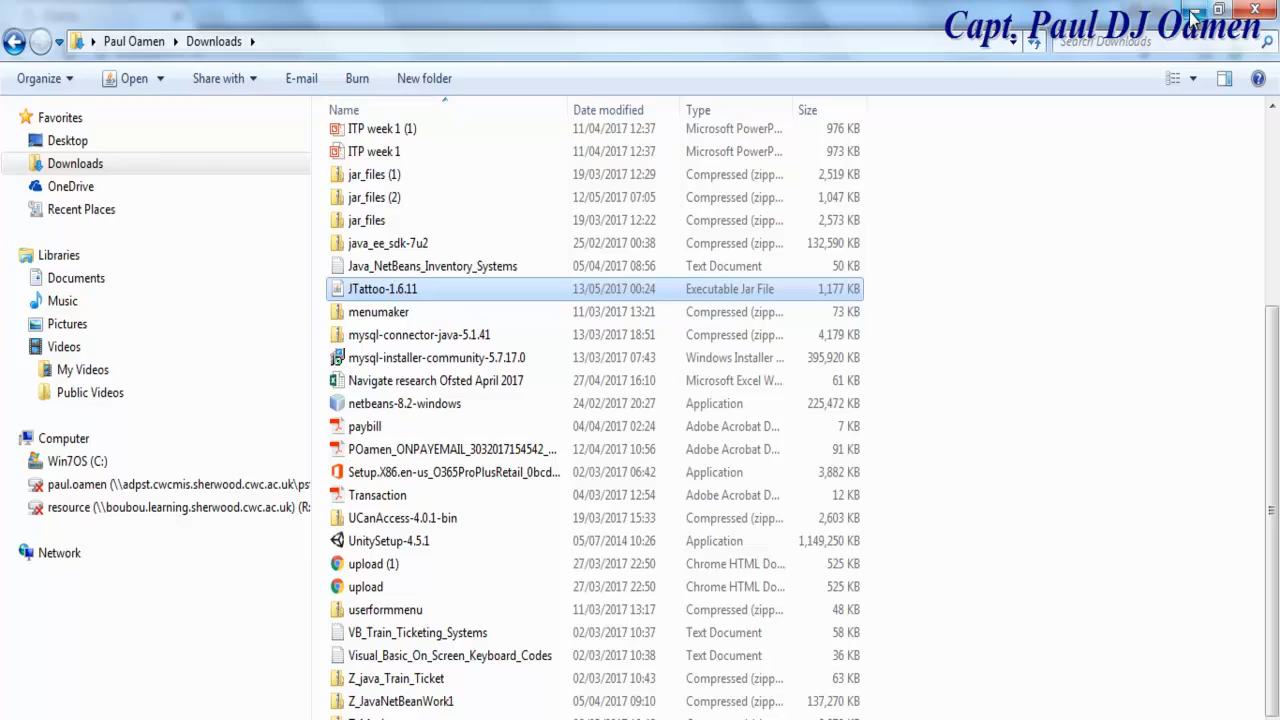 Capt, Paul DJ Oamen
Paul Oamen Downloads
Search Downloads
Organize Open Share with E-mail Burn New folder
Name Date modified Type Size
Favorites
Desktop
Downloads
OneDrive
Recent Places
Libraries
Documents
Music
Pictures
Videos
My Videos
Public Videos
Computer
Win7OS (C:)
paul.oamen (\\adpst.cwcmis.sherwood.cwc.ac.uk\ps
resource (\\boubou.learning.sherwood.cwc.ac.uk) (R:
Network
ITP week 1 (1) 11/04/2017 12:37 Microsoft PowerP... 976 KB
ITP week 1 11/04/2017 12:37 Microsoft PowerP... 973 KB
jar_files (1) 19/03/2017 12:29 Compressed (zipp... 2,519 KB
jar_files (2) 12/05/2017 07:05 Compressed (zipp... 1,047 KB
jar_files 19/03/2017 12:22 Compressed (zipp... 2,573 KB
java_ee_sdk-7u2 25/02/2017 00:38 Compressed (zipp... 132,590 KB
Java_NetBeans_Inventory_Systems 05/04/2017 08:56 Text Document 50 KB
JTattoo-1.6.11 13/05/2017 00:24 Executable Jar File 1,177 KB
menumaker 11/03/2017 13:21 Compressed (zipp... 73 KB
mysql-connector-java-5.1.41 13/03/2017 18:51 Compressed (zipp... 4,179 KB
mysql-installer-community-5.7.17.0 13/03/2017 07:43 Windows Installer ... 395,920 KB
Navigate research Ofsted April 2017 27/04/2017 16:10 Microsoft Excel W... 61 KB
netbeans-8.2-windows 24/02/2017 20:27 Application 225,472 KB
paybill 04/04/2017 02:24 Adobe Acrobat D... 7 KB
POamen_ONPAYEMAIL_3032017154542_... 12/04/2017 10:56 Adobe Acrobat D... 91 KB
Setup.X86.en-us_O365ProPlusRetail_0bcd... 02/03/2017 06:42 Application 3,882 KB
Transaction 04/03/2017 12:54 Adobe Acrobat D... 12 KB
UCanAccess-4.0.1-bin 19/03/2017 15:33 Compressed (zipp... 2,603 KB
UnitySetup-4.5.1 05/07/2014 10:26 Application 1,149,250 KB
upload (1) 27/03/2017 22:50 Chrome HTML Do... 525 KB
upload 27/03/2017 22:50 Chrome HTML Do... 525 KB
userformmenu 11/03/2017 13:17 Compressed (zipp... 48 KB
VB_Train_Ticketing_Systems 02/03/2017 10:37 Text Document 58 KB
Visual_Basic_On_Screen_Keyboard_Codes 02/03/2017 10:38 Text Document 36 KB
Z_java_Train_Ticket 02/03/2017 10:43 Compressed (zipp... 63 KB
Z_JavaNetBeanWork1 05/04/2017 09:10 Compressed (zipp... 137,270 KB